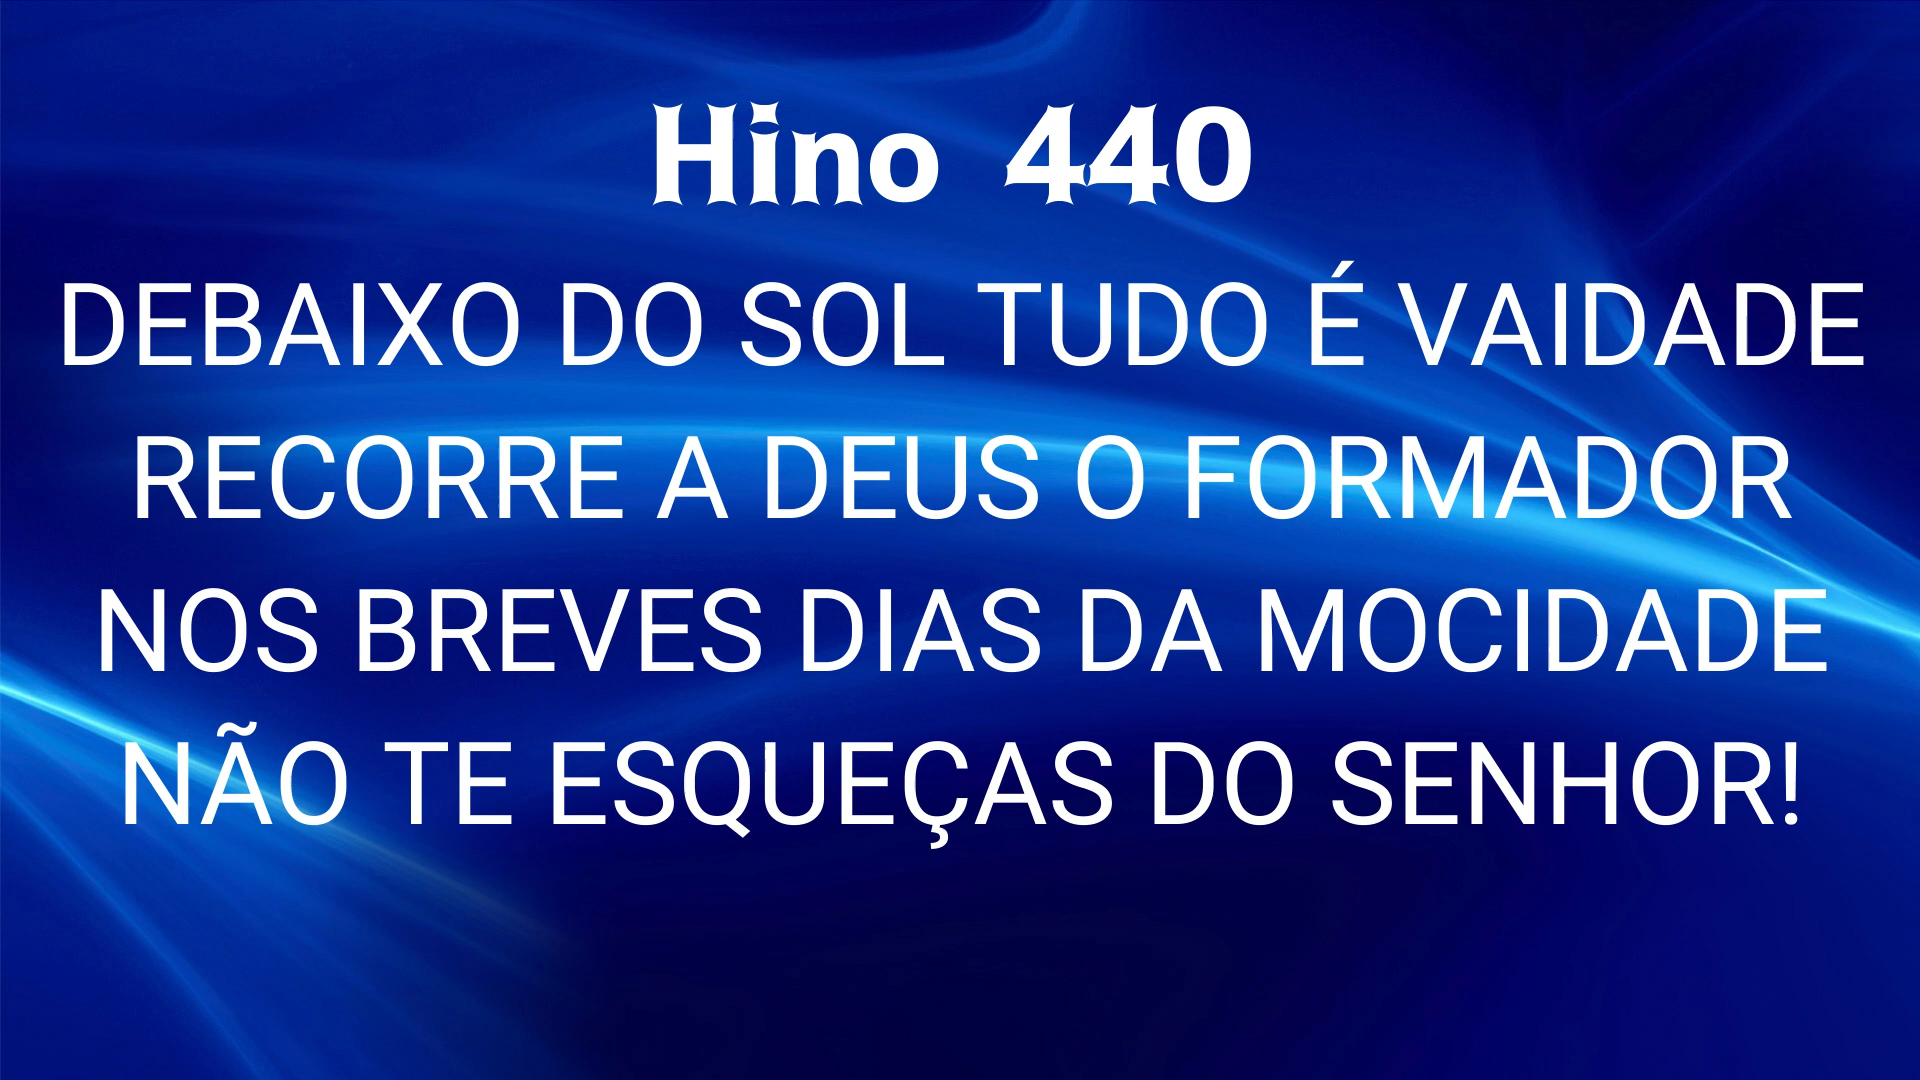 Hino 440
DEBAIXO DO SOL TUDO É VAIDADE
RECORRE A DEUS O FORMADOR
NOS BREVES DIAS DA MOCIDADE
NÃO TE ESQUEÇAS DO SENHOR!